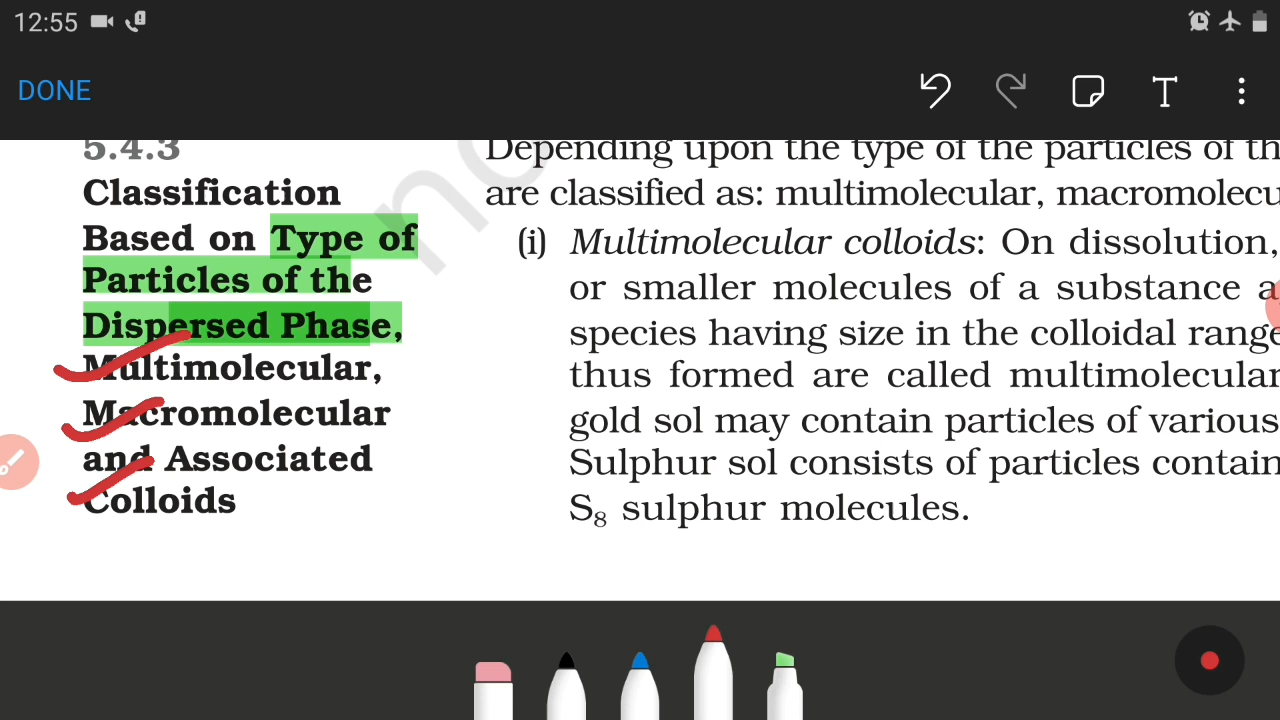 12:55
DONE
5.4.3
Classification
Based on Type of
Particles of the
Dispersed Phase,
Multimolecular,
Macromolecular
and Associated
Colloids
Depending upon the type of the particles of th
are classified as: multimolecular, macromolecu
(i) Multimolecular colloids: On dissolution,
or smaller molecules of a substance a
species having size in the colloidal range
thus formed are called multimolecular
gold sol may contain particles of various
Sulphur sol consists of particles contain
S₈ sulphur molecules.